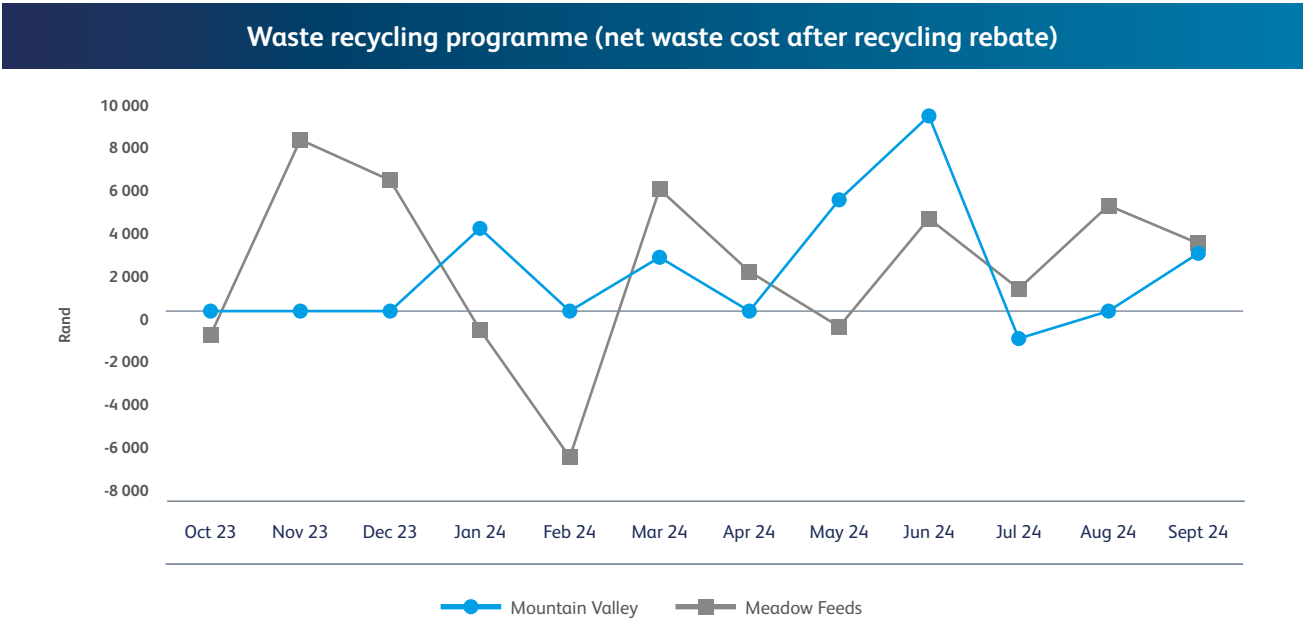 Waste recycling programme (net waste cost after recycling rebate)
10 000
8 000
6 000
4 000
2 000
0
-2 000
-4 000
-6 000
-8 000
Rand
Oct 23 Nov 23 Dec 23 Jan 24 Feb 24 Mar 24 Apr 24 May 24 Jun 24 Jul 24 Aug 24 Sept 24
Mountain Valley Meadow Feeds